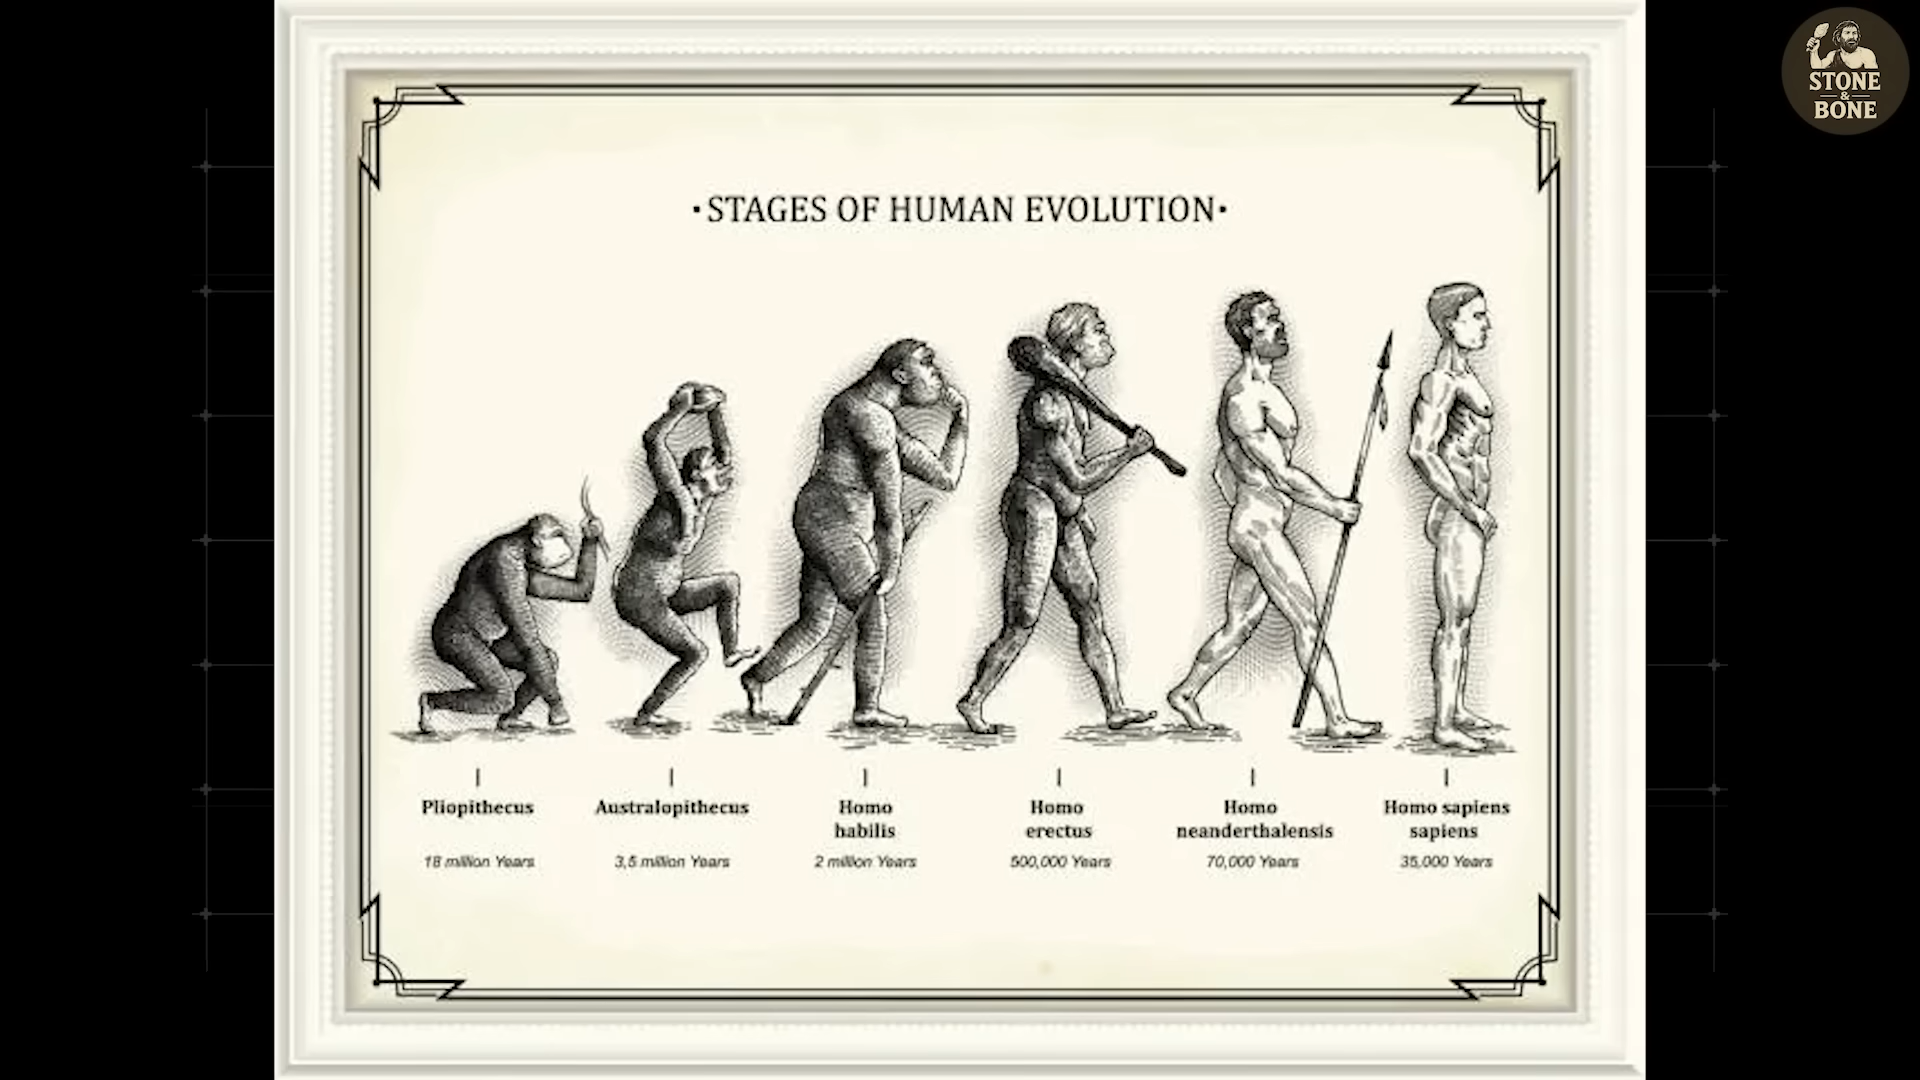 STONE
&
BONE
·STAGES OF HUMAN EVOLUTION·
Pliopithecus
18 million Years
Australopithecus
3,5 million Years
Homo
habilis
2 million Years
Homo
erectus
500,000 Years
Homo
neanderthalensis
70,000 Years
Homo sapiens
sapiens
35,000 Years